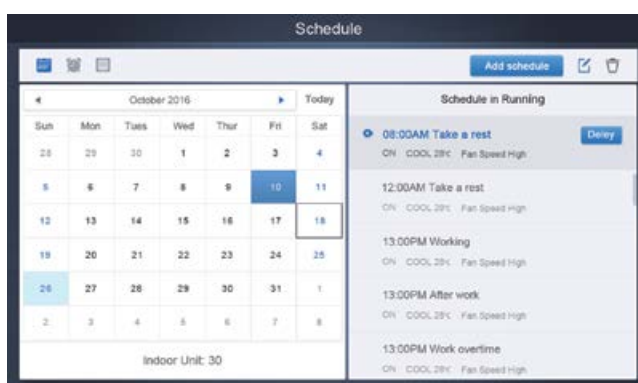 Schedule
Add schedule
October 2016 Today
Sun Mon Tues Wed Thur Fri Sat
28 29 30 1 2 3 4
5 6 7 8 9 10 11
12 13 14 15 16 17 18
19 20 21 22 23 24 25
26 27 28 29 30 31 1
2 3 4 5 6 7 8
Indoor Unit: 30
Schedule in Running
08:00AM Take a rest Deley
ON COOL 28℃ Fan Speed High
12:00AM Take a rest
ON COOL 28℃ Fan Speed High
13:00PM Working
ON COOL 28℃ Fan Speed High
13:00PM After work
ON COOL 28℃ Fan Speed High
13:00PM Work overtime
ON COOL 28℃ Fan Speed High